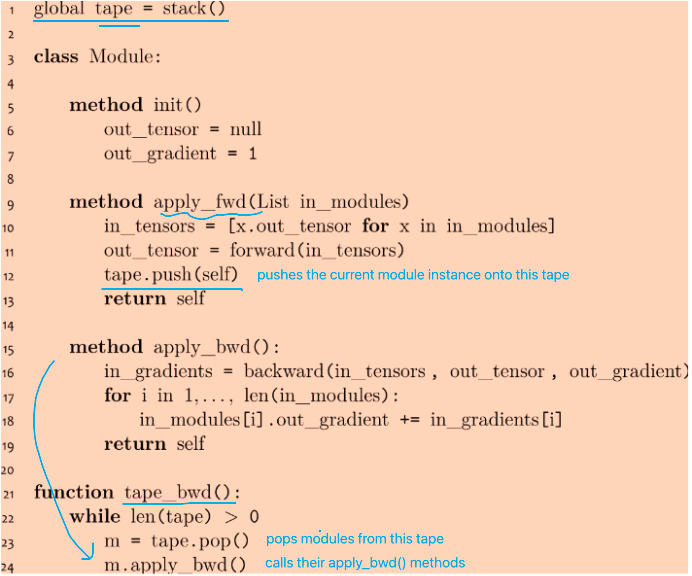 1 global tape = stack()
2
3 class Module:
4
5 method init()
6 out_tensor = null
7 out_gradient = 1
8
9 method apply_fwd(List in_modules)
10 in_tensors = [x.out_tensor for x in in_modules]
11 out_tensor = forward(in_tensors)
12 tape.push(self) pushes the current module instance onto this tape
13 return self
14
15 method apply_bwd():
16 in_gradients = backward(in_tensors, out_tensor, out_gradient)
17 for i in 1,..., len(in_modules):
18 in_modules[i].out_gradient += in_gradients[i]
19 return self
20
21 function tape_bwd():
22 while len(tape) > 0
23 m = tape.pop() pops modules from this tape
24 m.apply_bwd() calls their apply_bwd() methods